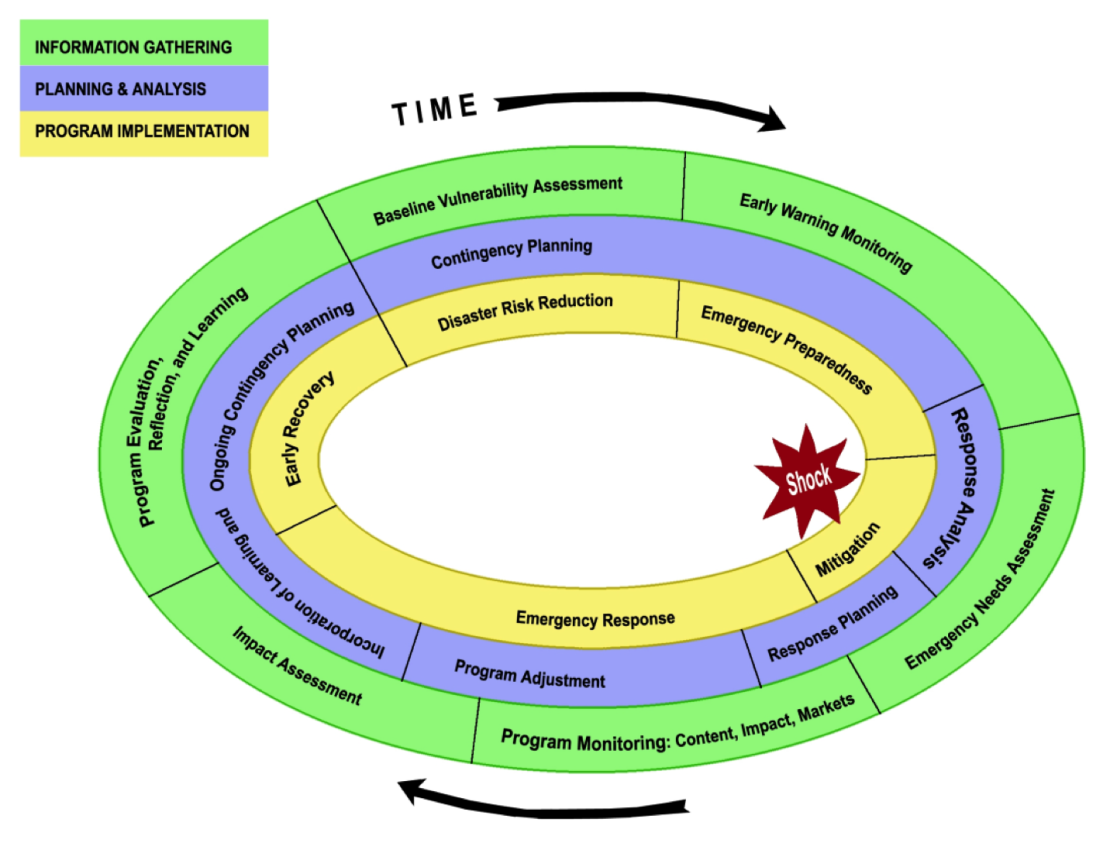 INFORMATION GATHERING
PLANNING & ANALYSIS
PROGRAM IMPLEMENTATION
TIME
Baseline Vulnerability Assessment
Early Warning Monitoring
Contingency Planning
Disaster Risk Reduction
Emergency Preparedness
Shock
Response Analysis
Emergency Needs Assessment
Mitigation
Response Planning
Emergency Response
Program Adjustment
Program Monitoring: Content, Impact, Markets
Impact Assessment
Incorporation of Learning and
Ongoing Contingency Planning
Early Recovery
Program Evaluation,
Reflection, and Learning